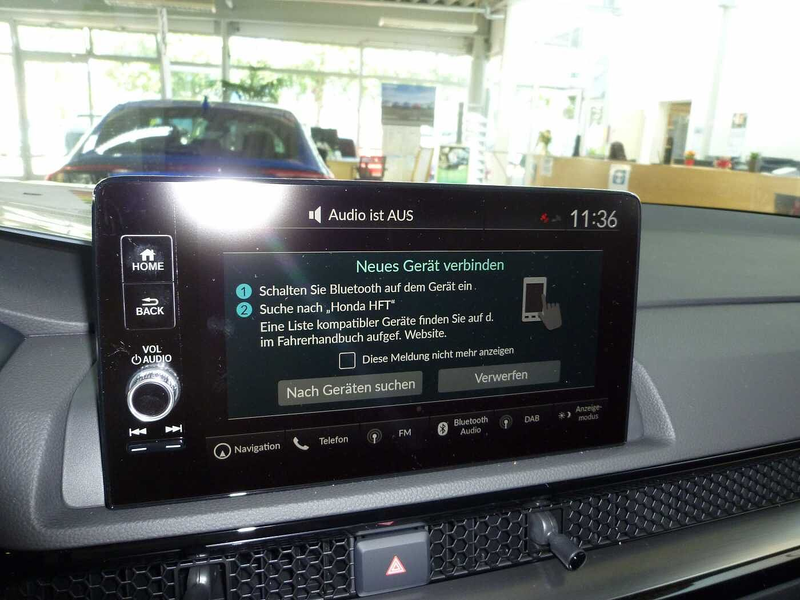 Audio ist AUS
11:36
HOME
BACK
VOL
AUDIO
Neues Gerät verbinden
1 Schalten Sie Bluetooth auf dem Gerät ein
2 Suche nach „Honda HFT“
Eine Liste kompatibler Geräte finden Sie auf d.
im Fahrerhandbuch aufgef. Website.
Diese Meldung nicht mehr anzeigen
Nach Geräten suchen
Verwerfen
Navigation
Telefon
FM
Bluetooth
Audio
DAB
Anzeige-
modus